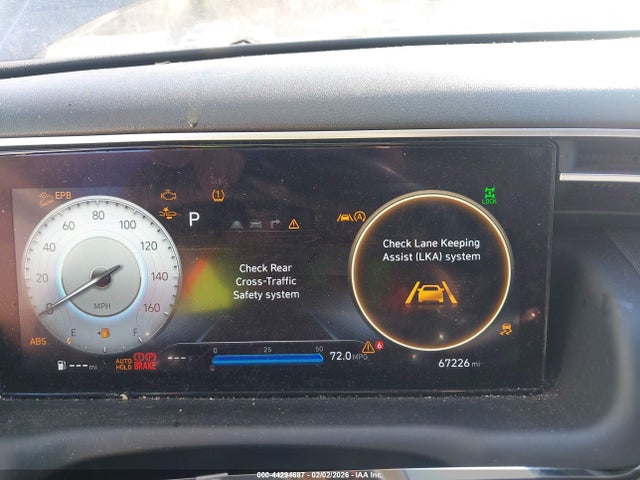 EPB
P
LOCK
0 20 40 60 80 100 120 140 160
MPH
E F
ABS
Check Rear
Cross-Traffic
Safety system
Check Lane Keeping
Assist (LKA) system
0 25 50
---mi
AUTO
HOLD
(P)
BRAKE
---
72.0 MPG
6
67226 mi
000-44294687 - 02/02/2026 - IAA Inc.